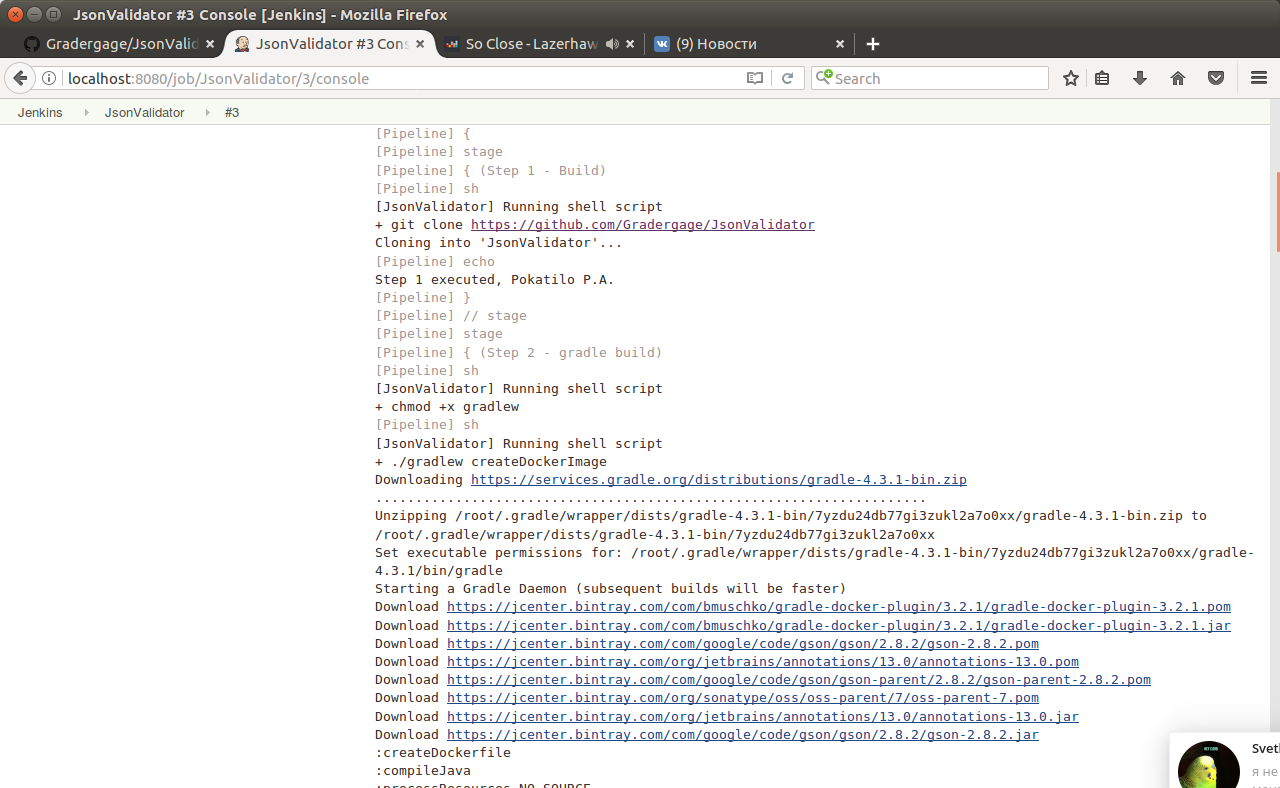 JsonValidator #3 Console [Jenkins] - Mozilla Firefox
Gradergage/JsonValid
JsonValidator #3 Cons
So Close - Lazerhaw
(9) Новости
localhost:8080/job/JsonValidator/3/console
Search
Jenkins
JsonValidator
#3
[Pipeline] {
[Pipeline] stage
[Pipeline] { (Step 1 - Build)
[Pipeline] sh
[JsonValidator] Running shell script
+ git clone https://github.com/Gradergage/JsonValidator
Cloning into 'JsonValidator'...
[Pipeline] echo
Step 1 executed, Pokatilo P.A.
[Pipeline] }
[Pipeline] // stage
[Pipeline] stage
[Pipeline] { (Step 2 - gradle build)
[Pipeline] sh
[JsonValidator] Running shell script
+ chmod +x gradlew
[Pipeline] sh
[JsonValidator] Running shell script
+ ./gradlew createDockerImage
Downloading https://services.gradle.org/distributions/gradle-4.3.1-bin.zip
.....................................................................
Unzipping /root/.gradle/wrapper/dists/gradle-4.3.1-bin/7yzdu24db77gi3zukl2a7o0xx/gradle-4.3.1-bin.zip to
/root/.gradle/wrapper/dists/gradle-4.3.1-bin/7yzdu24db77gi3zukl2a7o0xx
Set executable permissions for: /root/.gradle/wrapper/dists/gradle-4.3.1-bin/7yzdu24db77gi3zukl2a7o0xx/gradle-
4.3.1/bin/gradle
Starting a Gradle Daemon (subsequent builds will be faster)
Download https://jcenter.bintray.com/com/bmuschko/gradle-docker-plugin/3.2.1/gradle-docker-plugin-3.2.1.pom
Download https://jcenter.bintray.com/com/bmuschko/gradle-docker-plugin/3.2.1/gradle-docker-plugin-3.2.1.jar
Download https://jcenter.bintray.com/com/google/code/gson/gson/2.8.2/gson-2.8.2.pom
Download https://jcenter.bintray.com/org/jetbrains/annotations/13.0/annotations-13.0.pom
Download https://jcenter.bintray.com/com/google/code/gson/gson-parent/2.8.2/gson-parent-2.8.2.pom
Download https://jcenter.bintray.com/org/sonatype/oss/oss-parent/7/oss-parent-7.pom
Download https://jcenter.bintray.com/org/jetbrains/annotations/13.0/annotations-13.0.jar
Download https://jcenter.bintray.com/com/google/code/gson/gson/2.8.2/gson-2.8.2.jar
:createDockerfile
:compileJava
:processResources NO-SOURCE
я не